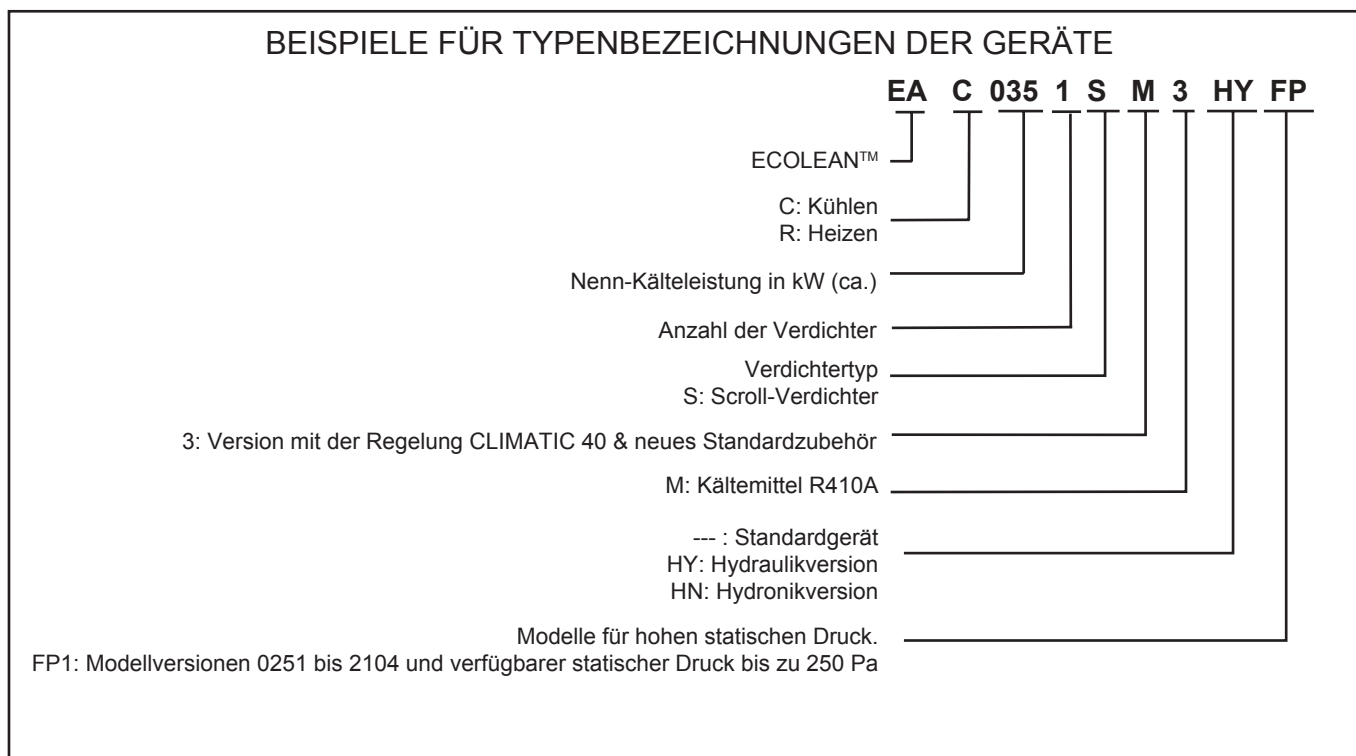 BEISPIELE FÜR TYPENBEZEICHNUNGEN DER GERÄTE
EA C 035 1 S M 3 HY FP
ECOLEAN™
C: Kühlen
R: Heizen
Nenn-Kälteleistung in kW (ca.)
Anzahl der Verdichter
Verdichtertyp
S: Scroll-Verdichter
3: Version mit der Regelung CLIMATIC 40 & neues Standardzubehör
M: Kältemittel R410A
--- : Standardgerät
HY: Hydraulikversion
HN: Hydronikversion
Modelle für hohen statischen Druck.
FP1: Modellversionen 0251 bis 2104 und verfügbarer statischer Druck bis zu 250 Pa